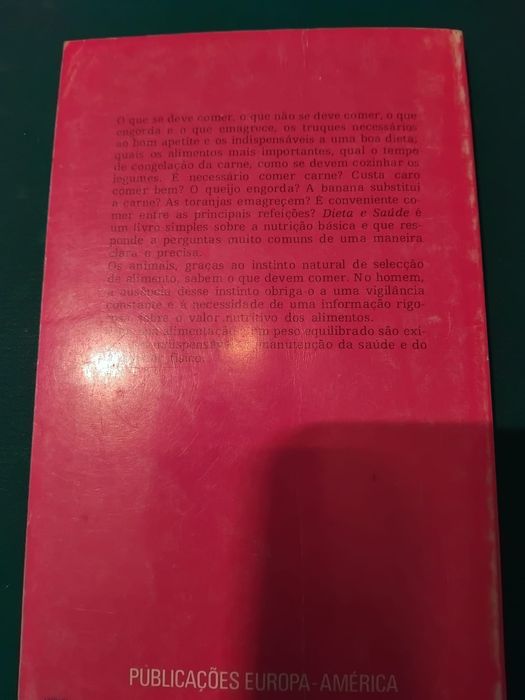 O que se deve comer, o que não se deve comer, o que
engorda e o que emagrece, os truques necessários
ao bom apetite e os indispensáveis a uma boa dieta;
quais os alimentos mais importantes, qual o tempo
de congelação da carne, como se devem cozinhar os
legumes. É necessário comer carne? Custa caro
comer bem? O queijo engorda? A banana substitui
a carne? As toranjas emagreçem? É conveniente co-
mer entre as principais refeições? Dieta e Saúde é
um livro simples sobre a nutrição básica e que res-
ponde a perguntas muito comuns de uma maneira
clara e precisa.
Os animais, graças ao instinto natural de selecção
de alimento, sabem o que devem comer. No homem,
a ausência desse instinto obriga-o a uma vigilância
constante e à necessidade de uma informação rigo-
rosa sobre o valor nutritivo dos alimentos.
alimentação peso equilibrado são exi-
manutenção da saúde e do
físico.
PUBLICAÇÕES EUROPA-AMÉRICA